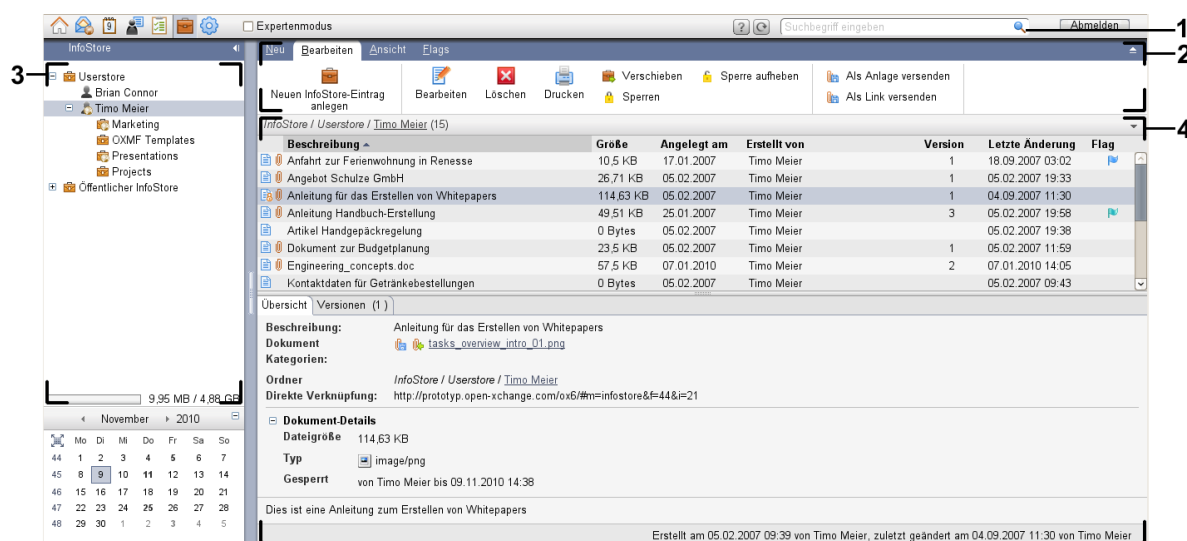 9 Expertenmodus ? Suchbegriff eingeben Abmelden 1
InfoStore Neu Bearbeiten Ansicht Flags 2
3
Userstore
Brian Connor
Timo Meier
Marketing
OXMF Templates
Presentations
Projects
Öffentlicher InfoStore
9,95 MB / 4,88 GB
November 2010
Mo Di Mi Do Fr Sa So
44 1 2 3 4 5 6 7
45 8 9 10 11 12 13 14
46 15 16 17 18 19 20 21
47 22 23 24 25 26 27 28
48 29 30 1 2 3 4 5
Neuen InfoStore-Eintrag anlegen
Bearbeiten
Löschen
Drucken
Verschieben
Sperren
Sperre aufheben
Als Anlage versenden
Als Link versenden
InfoStore / Userstore / Timo Meier (15) 4
Beschreibung Größe Angelegt am Erstellt von Version Letzte Änderung Flag
Anfahrt zur Ferienwohnung in Renesse 10,5 KB 17.01.2007 Timo Meier 1 18.09.2007 03:02
Angebot Schulze GmbH 26,71 KB 05.02.2007 Timo Meier 1 05.02.2007 19:33
Anleitung für das Erstellen von Whitepapers 114,63 KB 05.02.2007 Timo Meier 1 04.09.2007 11:30
Anleitung Handbuch-Erstellung 49,51 KB 25.01.2007 Timo Meier 3 05.02.2007 19:58
Artikel Handgepäckregelung 0 Bytes 05.02.2007 Timo Meier 05.02.2007 19:38
Dokument zur Budgetplanung 23,5 KB 05.02.2007 Timo Meier 1 05.02.2007 11:59
Engineering_concepts.doc 57,5 KB 07.01.2010 Timo Meier 2 07.01.2010 14:05
Kontaktdaten für Getränkebestellungen 0 Bytes 05.02.2007 Timo Meier 05.02.2007 09:43
Übersicht Versionen (1 )
Beschreibung: Anleitung für das Erstellen von Whitepapers
Dokument tasks_overview_intro_01.png
Kategorien:
Ordner InfoStore / Userstore / Timo Meier
Direkte Verknüpfung: http://prototyp.open-xchange.com/ox6/#m=infostore&f=44&i=21
Dokument-Details
Dateigröße 114,63 KB
Typ image/png
Gesperrt von Timo Meier bis 09.11.2010 14:38
Dies ist eine Anleitung zum Erstellen von Whitepapers
Erstellt am 05.02.2007 09:39 von Timo Meier, zuletzt geändert am 04.09.2007 11:30 von Timo Meier